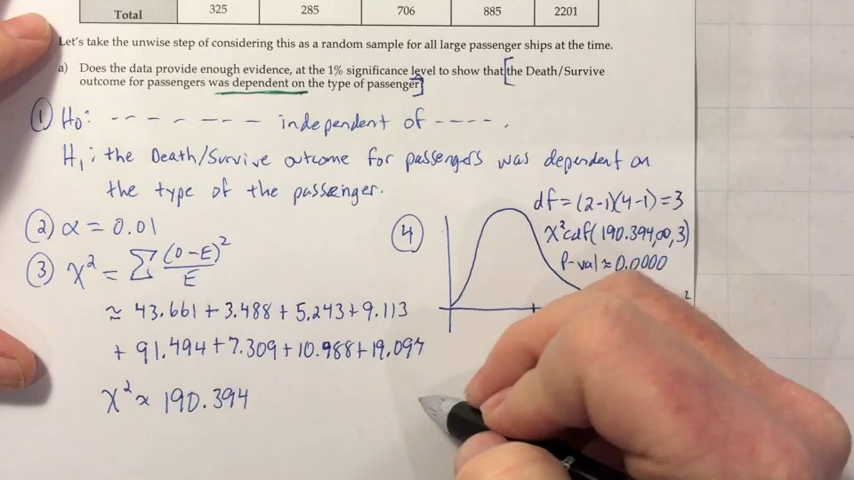 Total 325 285 706 885 2201
Let's take the unwise step of considering this as a random sample for all large passenger ships at the time.
a) Does the data provide enough evidence, at the 1% significance level to show that [the Death/Survive
outcome for passengers was dependent on the type of passenger]
① H₀: - - - - - - - independent of - - - - .
H₁: the Death/Survive outcome for passengers was dependent on
the type of the passenger.
② α = 0.01
③ χ² = Σ (O-E)²/E
≈ 43.661 + 3.488 + 5.243 + 9.113
+ 91.494 + 7.309 + 10.988 + 19.097
χ² ≈ 190.394
④
df = (2-1)(4-1) = 3
χ²cdf(190.394, ∞, 3)
P-val ≈ 0.0000
2